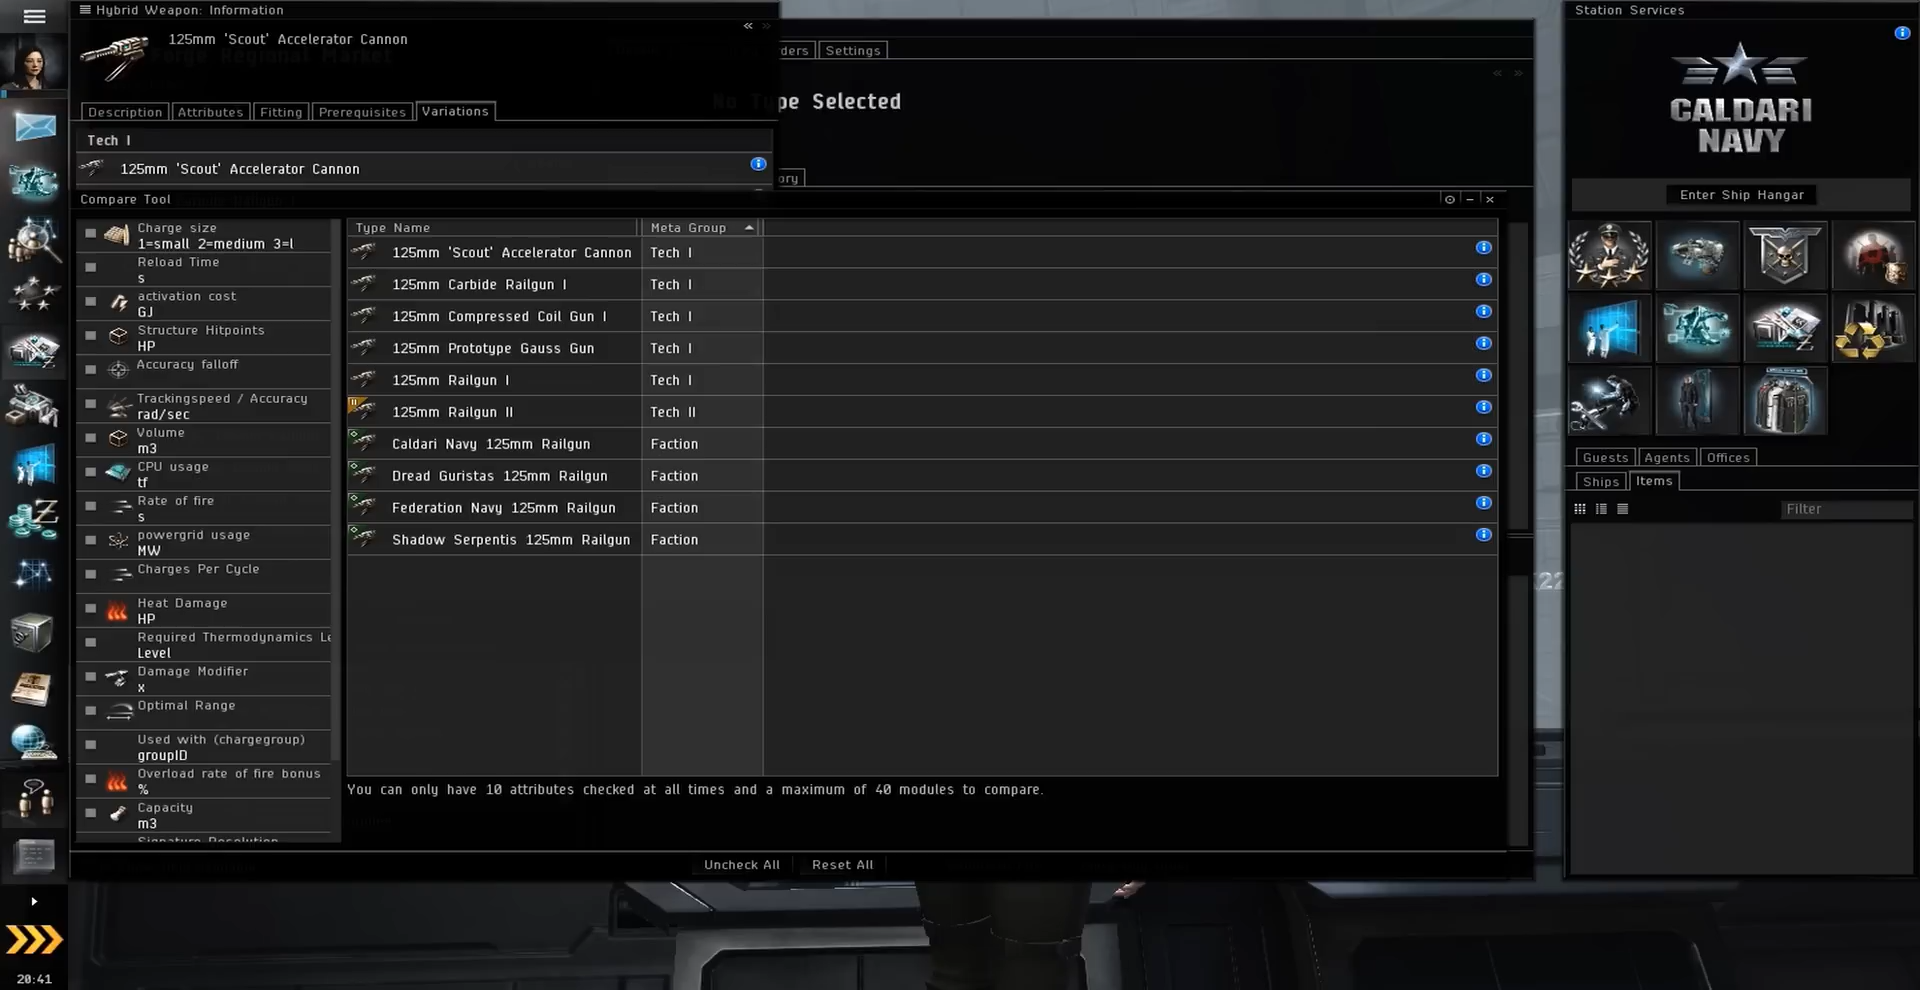 Hybrid Weapon: Information
125mm 'Scout' Accelerator Cannon
Forge Regional Market
Description
Attributes
Fitting
Prerequisites
Variations
Tech I
125mm 'Scout' Accelerator Cannon
ders
Settings
No Type Selected
ory
Compare Tool
Charge size
1=small 2=medium 3=l
Reload Time
s
activation cost
GJ
Structure Hitpoints
HP
Accuracy falloff
Trackingspeed / Accuracy
rad/sec
Volume
m3
CPU usage
tf
Rate of fire
s
powergrid usage
MW
Charges Per Cycle
Heat Damage
HP
Required Thermodynamics Le
Level
Damage Modifier
x
Optimal Range
Used with (chargegroup)
groupID
Overload rate of fire bonus
%
Capacity
m3
Signature Resolution
Type Name
Meta Group
125mm 'Scout' Accelerator Cannon Tech I
125mm Carbide Railgun I Tech I
125mm Compressed Coil Gun I Tech I
125mm Prototype Gauss Gun Tech I
125mm Railgun I Tech I
125mm Railgun II Tech II
Caldari Navy 125mm Railgun Faction
Dread Guristas 125mm Railgun Faction
Federation Navy 125mm Railgun Faction
Shadow Serpentis 125mm Railgun Faction
You can only have 10 attributes checked at all times and a maximum of 40 modules to compare.
Uncheck All
Reset All
Station Services
CALDARI
NAVY
Enter Ship Hangar
Guests
Agents
Offices
Ships
Items
Filter
20:41